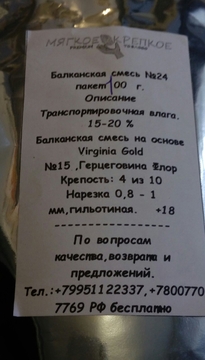 МЯГКОЕ КРЕПКОЕ
Балканская смесь №24
пакет 00 г.
Описание
Транспортировочная влага.
15-20 %
Балканская смесь на основе
Virginia Gold
№15 ,Герцеговина Флор
Крепость: 4 из 10
Нарезка 0,8 - 1
мм,гильотиная. +18
--------------------
По вопросам
качества,возврата и
предложений.
Тел.:+79951122337,+7800770
7769 РФ бесплатно